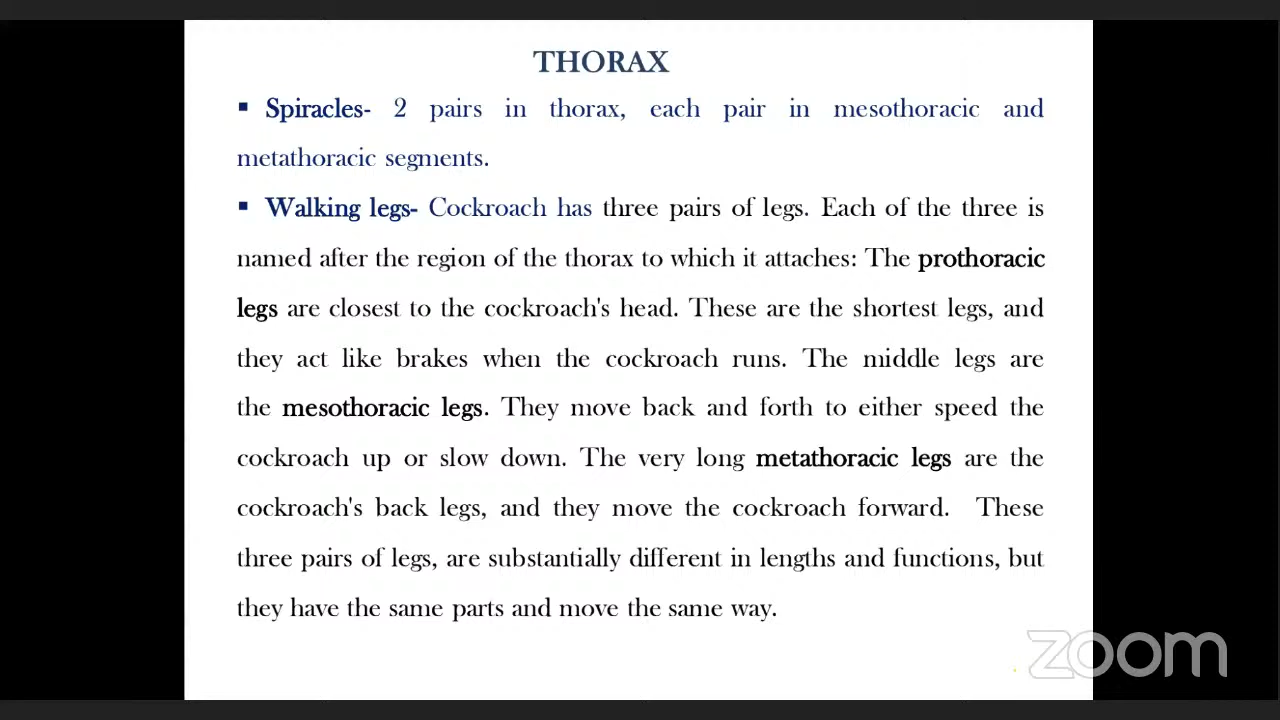 THORAX
▪ Spiracles- 2 pairs in thorax, each pair in mesothoracic and
metathoracic segments.
▪ Walking legs- Cockroach has three pairs of legs. Each of the three is
named after the region of the thorax to which it attaches: The prothoracic
legs are closest to the cockroach's head. These are the shortest legs, and
they act like brakes when the cockroach runs. The middle legs are
the mesothoracic legs. They move back and forth to either speed the
cockroach up or slow down. The very long metathoracic legs are the
cockroach's back legs, and they move the cockroach forward. These
three pairs of legs, are substantially different in lengths and functions, but
they have the same parts and move the same way.
zoom